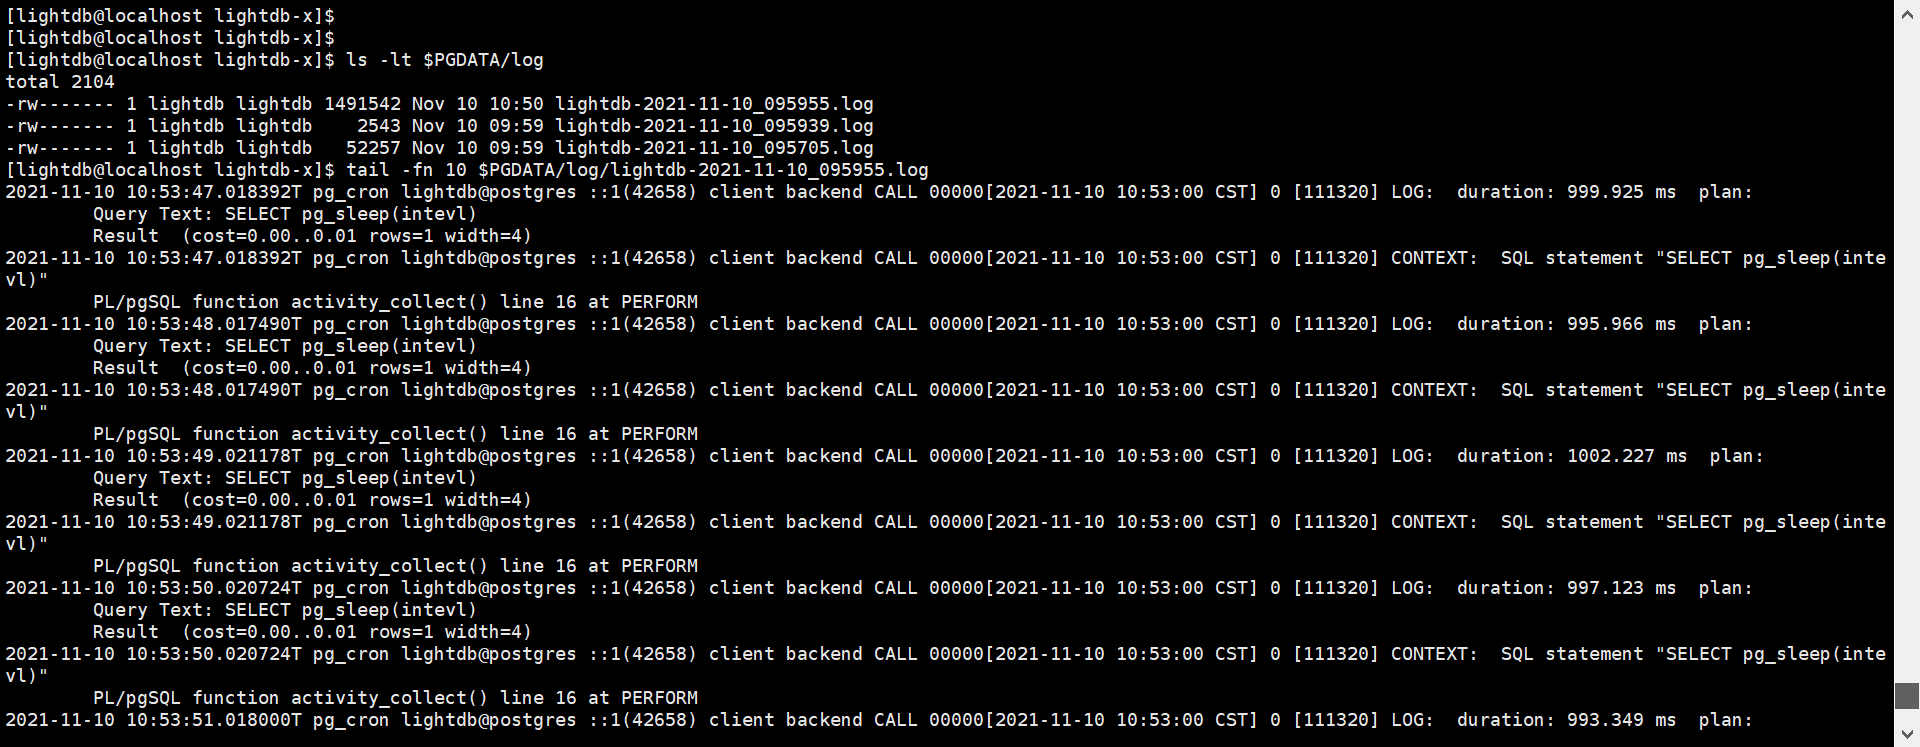 [lightdb@localhost lightdb-x]$
[lightdb@localhost lightdb-x]$
[lightdb@localhost lightdb-x]$ ls -lt $PGDATA/log
total 2104
-rw------- 1 lightdb lightdb 1491542 Nov 10 10:50 lightdb-2021-11-10_095955.log
-rw------- 1 lightdb lightdb    2543 Nov 10 09:59 lightdb-2021-11-10_095939.log
-rw------- 1 lightdb lightdb   52257 Nov 10 09:59 lightdb-2021-11-10_095705.log
[lightdb@localhost lightdb-x]$ tail -fn 10 $PGDATA/log/lightdb-2021-11-10_095955.log
2021-11-10 10:53:47.018392T pg_cron lightdb@postgres ::1(42658) client backend CALL 00000[2021-11-10 10:53:00 CST] 0 [111320] LOG:  duration: 999.925 ms  plan:
        Query Text: SELECT pg_sleep(intevl)
        Result  (cost=0.00..0.01 rows=1 width=4)
2021-11-10 10:53:47.018392T pg_cron lightdb@postgres ::1(42658) client backend CALL 00000[2021-11-10 10:53:00 CST] 0 [111320] CONTEXT:  SQL statement "SELECT pg_sleep(inte
vl)"
        PL/pgSQL function activity_collect() line 16 at PERFORM
2021-11-10 10:53:48.017490T pg_cron lightdb@postgres ::1(42658) client backend CALL 00000[2021-11-10 10:53:00 CST] 0 [111320] LOG:  duration: 995.966 ms  plan:
        Query Text: SELECT pg_sleep(intevl)
        Result  (cost=0.00..0.01 rows=1 width=4)
2021-11-10 10:53:48.017490T pg_cron lightdb@postgres ::1(42658) client backend CALL 00000[2021-11-10 10:53:00 CST] 0 [111320] CONTEXT:  SQL statement "SELECT pg_sleep(inte
vl)"
        PL/pgSQL function activity_collect() line 16 at PERFORM
2021-11-10 10:53:49.021178T pg_cron lightdb@postgres ::1(42658) client backend CALL 00000[2021-11-10 10:53:00 CST] 0 [111320] LOG:  duration: 1002.227 ms  plan:
        Query Text: SELECT pg_sleep(intevl)
        Result  (cost=0.00..0.01 rows=1 width=4)
2021-11-10 10:53:49.021178T pg_cron lightdb@postgres ::1(42658) client backend CALL 00000[2021-11-10 10:53:00 CST] 0 [111320] CONTEXT:  SQL statement "SELECT pg_sleep(inte
vl)"
        PL/pgSQL function activity_collect() line 16 at PERFORM
2021-11-10 10:53:50.020724T pg_cron lightdb@postgres ::1(42658) client backend CALL 00000[2021-11-10 10:53:00 CST] 0 [111320] LOG:  duration: 997.123 ms  plan:
        Query Text: SELECT pg_sleep(intevl)
        Result  (cost=0.00..0.01 rows=1 width=4)
2021-11-10 10:53:50.020724T pg_cron lightdb@postgres ::1(42658) client backend CALL 00000[2021-11-10 10:53:00 CST] 0 [111320] CONTEXT:  SQL statement "SELECT pg_sleep(inte
vl)"
        PL/pgSQL function activity_collect() line 16 at PERFORM
2021-11-10 10:53:51.018000T pg_cron lightdb@postgres ::1(42658) client backend CALL 00000[2021-11-10 10:53:00 CST] 0 [111320] LOG:  duration: 993.349 ms  plan: